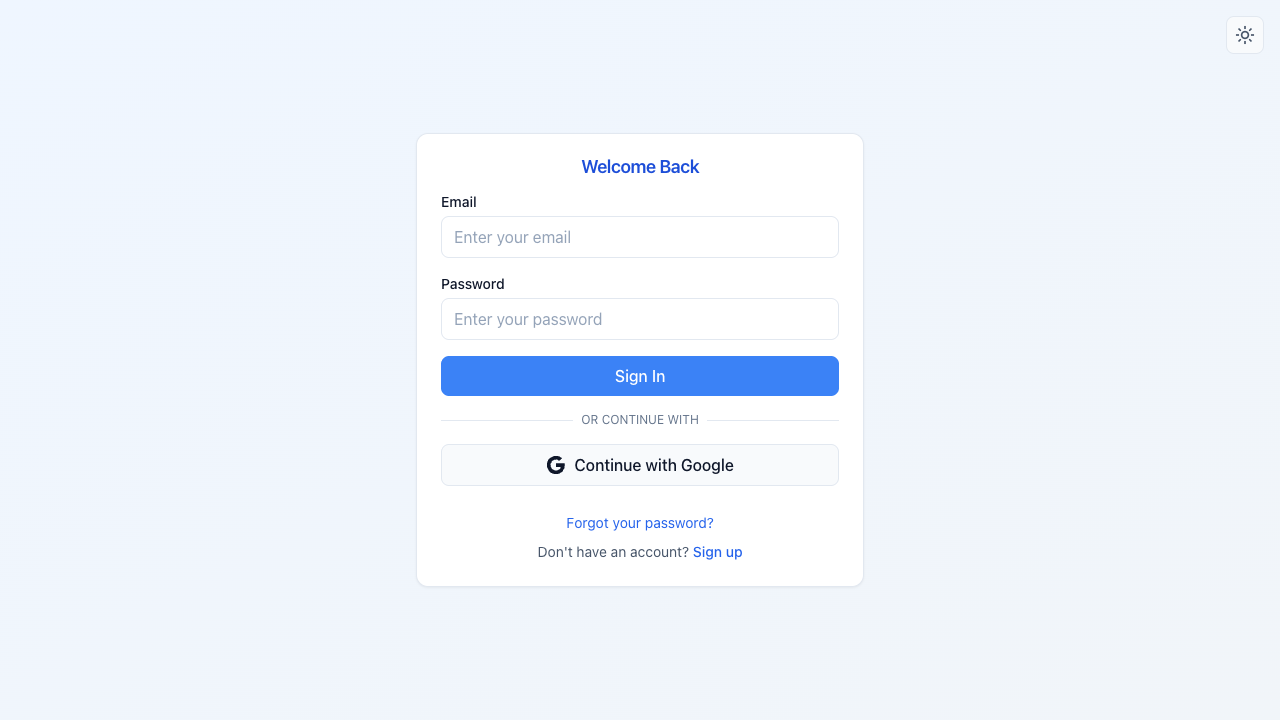 Welcome Back
Email
Enter your email
Password
Enter your password
Sign In
OR CONTINUE WITH
Continue with Google
Forgot your password?
Don't have an account? Sign up